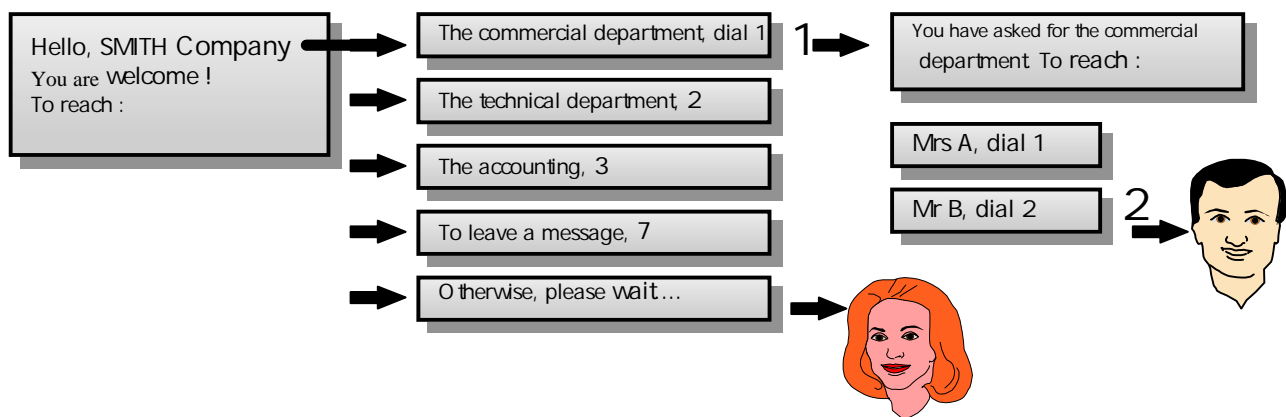 Hello, SMITH Company
You are welcome !
To reach :
The commercial department, dial 1
1
You have asked for the commercial
department. To reach :
The technical department, 2
The accounting, 3
To leave a message, 7
Otherwise, please wait...
Mrs A, dial 1
Mr B, dial 2
2